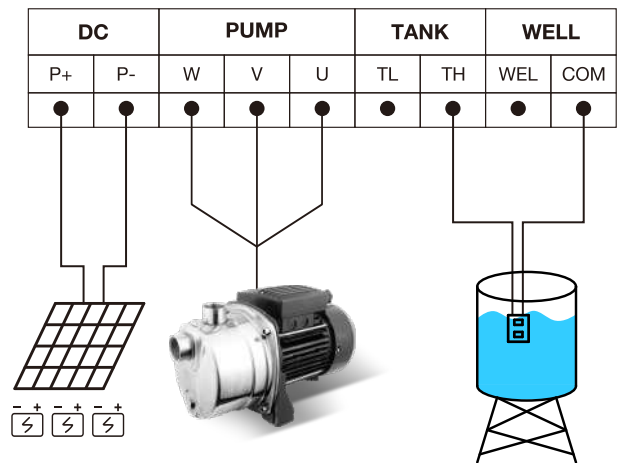 DC PUMP TANK WELL
P+ P- W V U TL TH WEL COM
- + - + - +